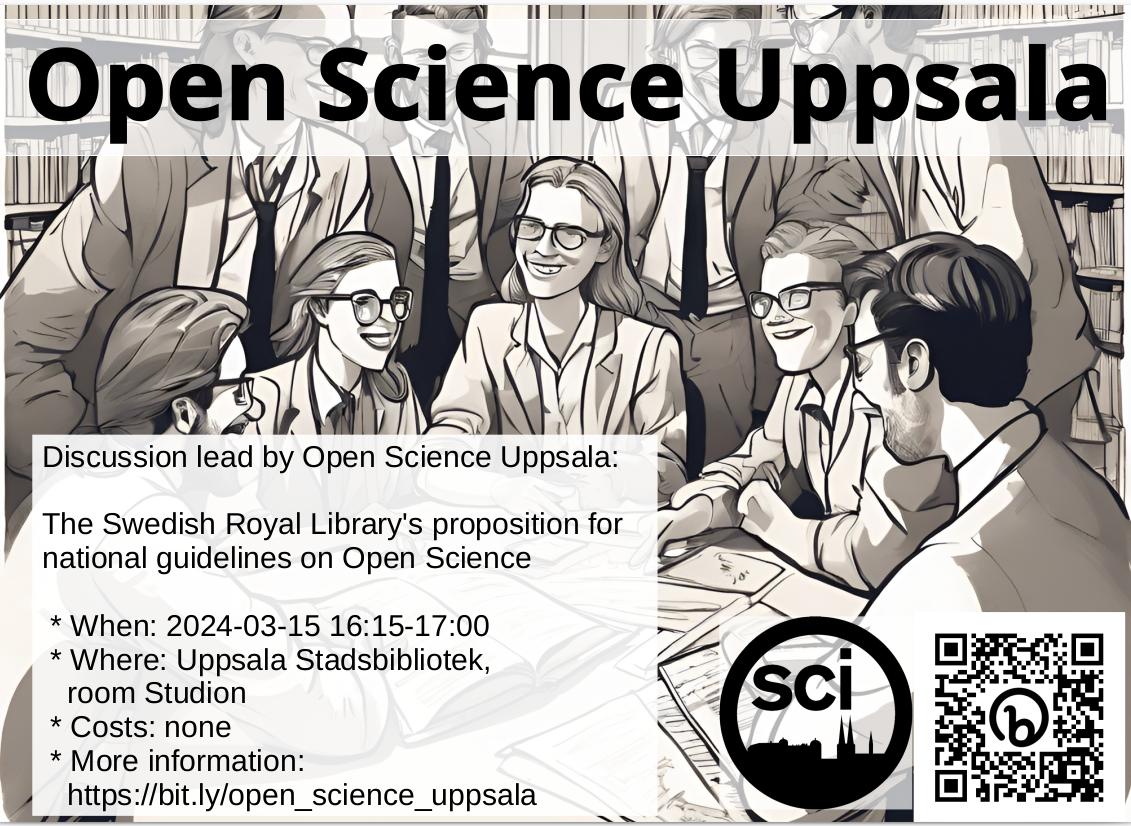 Open Science Uppsala
Discussion lead by Open Science Uppsala:
The Swedish Royal Library's proposition for
national guidelines on Open Science
* When: 2024-03-15 16:15-17:00
* Where: Uppsala Stadsbibliotek,
room Studion
* Costs: none
* More information:
https://bit.ly/open_science_uppsala
sci
b